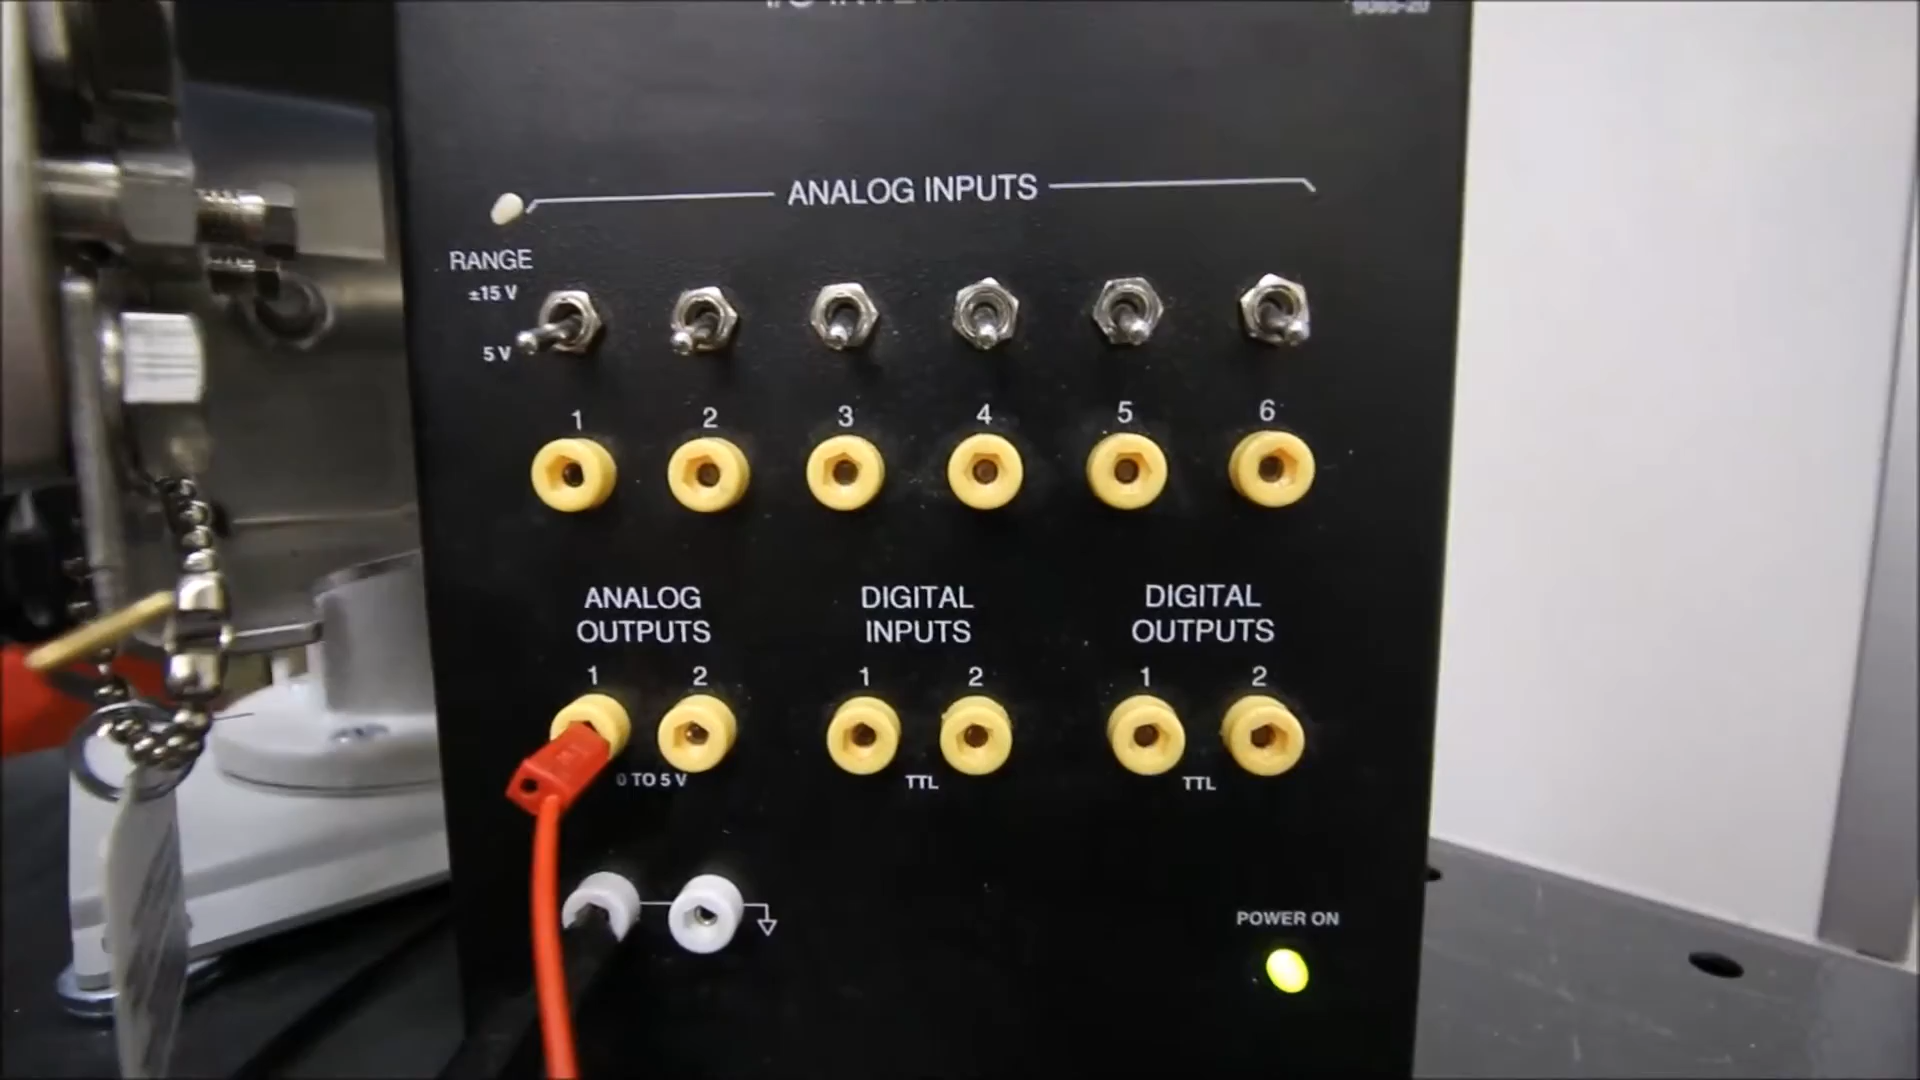 ANALOG INPUTS
RANGE
±15 V
5 V
1 2 3 4 5 6
ANALOG OUTPUTS
DIGITAL INPUTS
DIGITAL OUTPUTS
1 2 1 2 1 2
0 TO 5 V
TTL
TTL
POWER ON